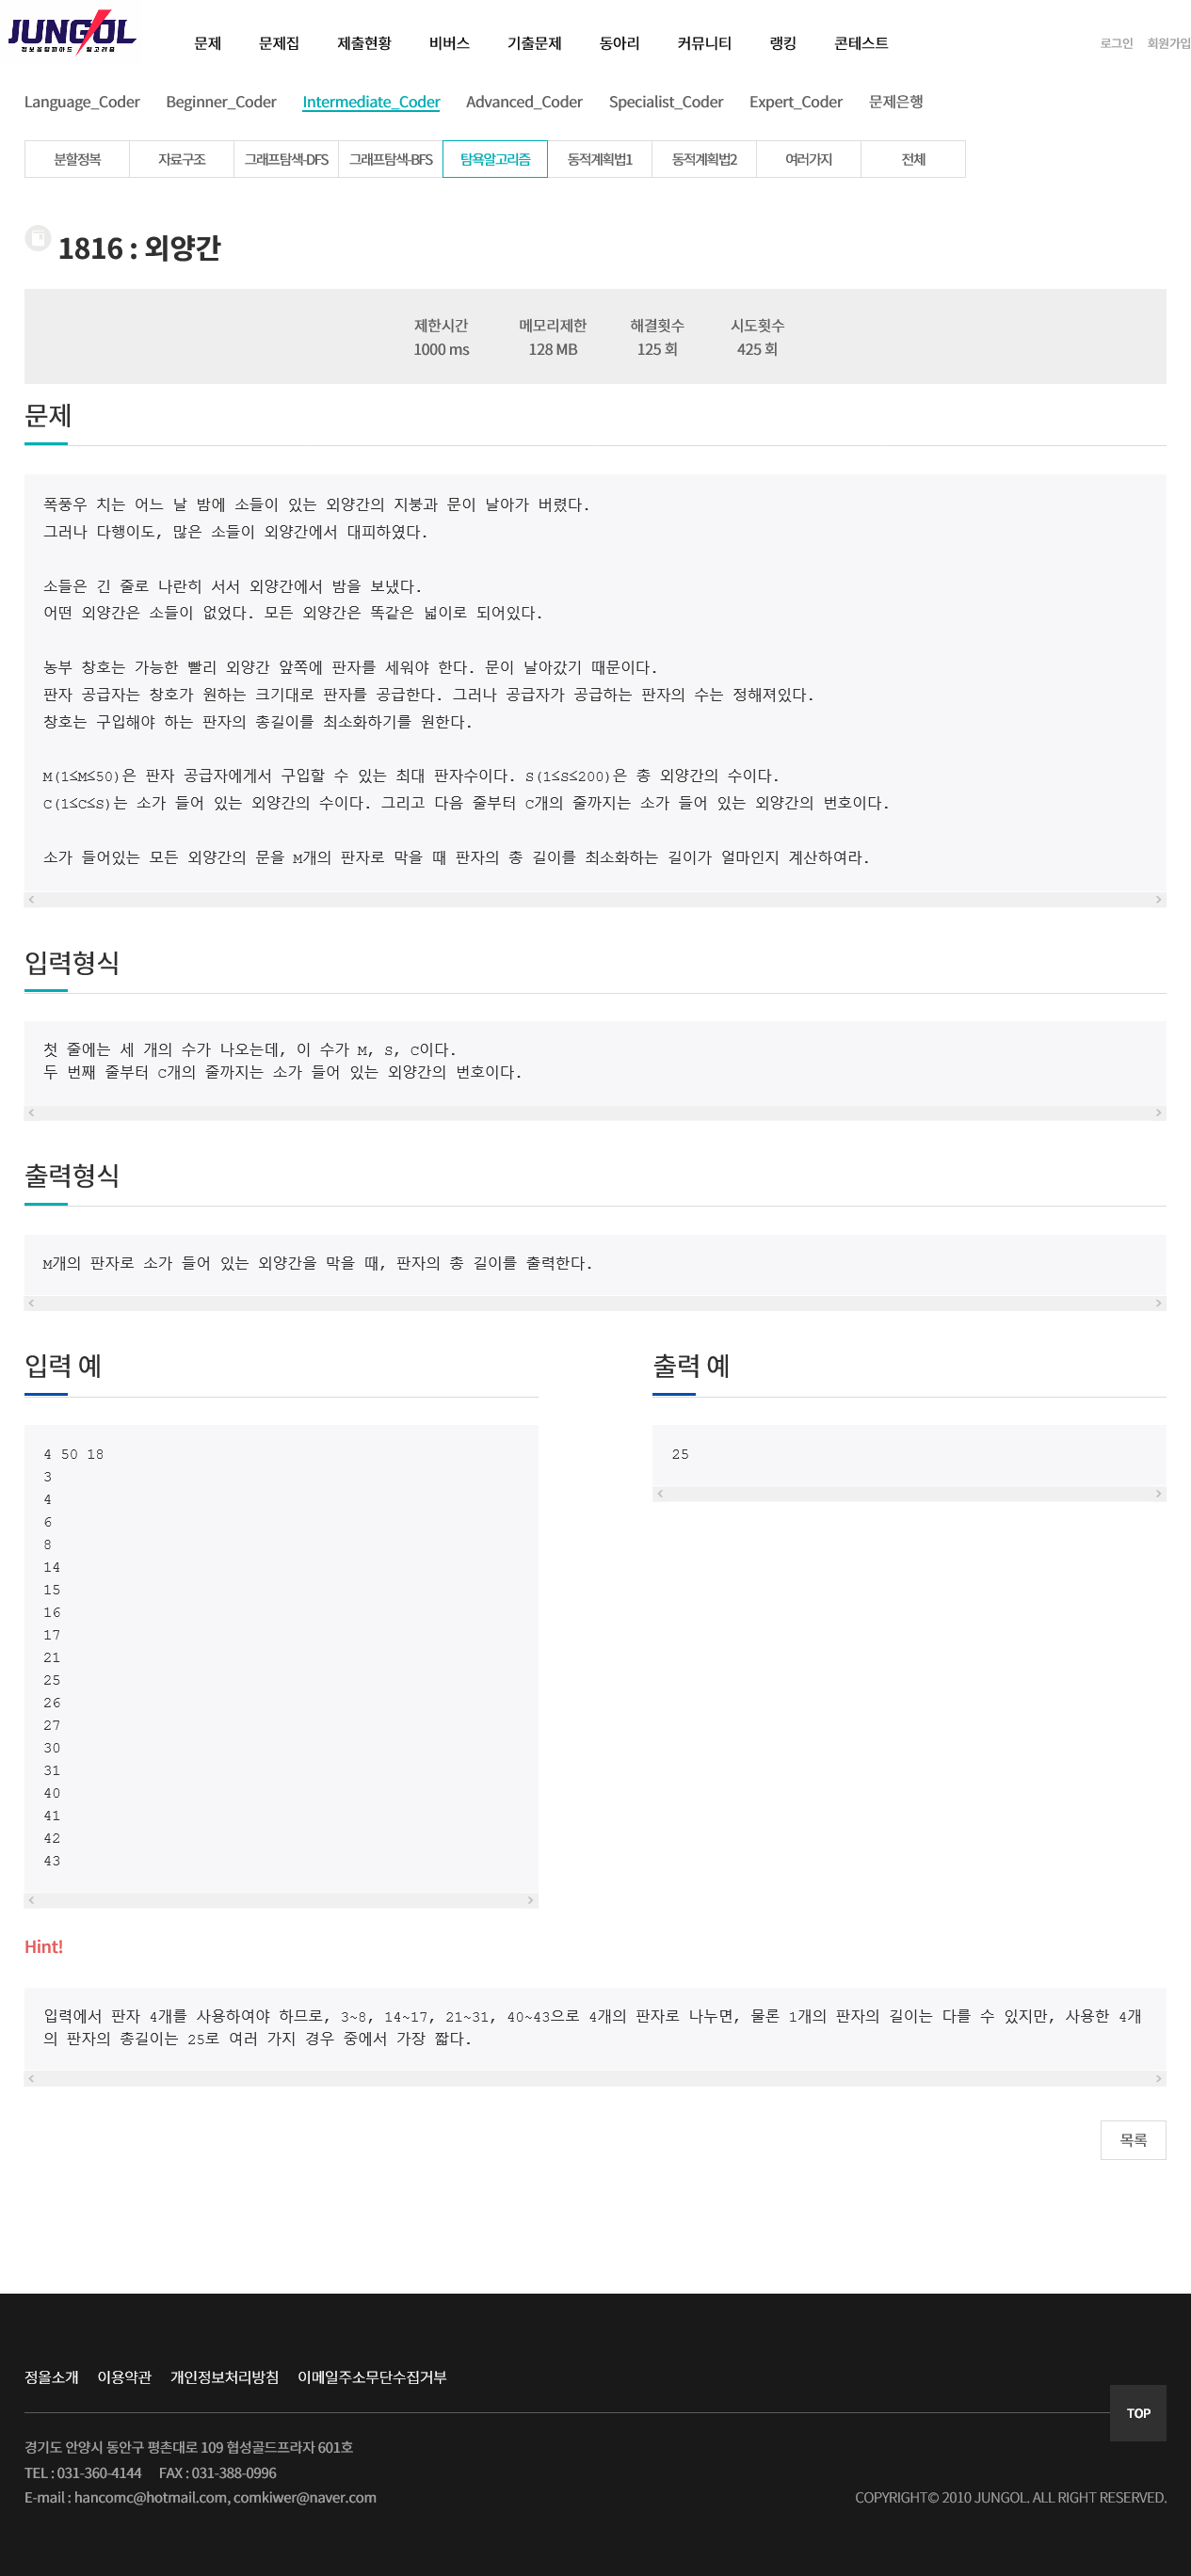 JUNGOL
정보올림피아드 알고리즘
문제 문제집 제출현황 비버스 기출문제 동아리 커뮤니티 랭킹 콘테스트 로그인 회원가입
Language_Coder Beginner_Coder Intermediate_Coder Advanced_Coder Specialist_Coder Expert_Coder 문제은행
분할정복 자료구조 그래프탐색-DFS 그래프탐색-BFS 탐욕알고리즘 동적계획법1 동적계획법2 여러가지 전체
1816 : 외양간
제한시간 메모리제한 해결횟수 시도횟수
1000 ms 128 MB 125 회 425 회
문제
폭풍우 치는 어느 날 밤에 소들이 있는 외양간의 지붕과 문이 날아가 버렸다.
그러나 다행이도, 많은 소들이 외양간에서 대피하였다.
소들은 긴 줄로 나란히 서서 외양간에서 밤을 보냈다.
어떤 외양간은 소들이 없었다. 모든 외양간은 똑같은 넓이로 되어있다.
농부 창호는 가능한 빨리 외양간 앞쪽에 판자를 세워야 한다. 문이 날아갔기 때문이다.
판자 공급자는 창호가 원하는 크기대로 판자를 공급한다. 그러나 공급자가 공급하는 판자의 수는 정해져있다.
창호는 구입해야 하는 판자의 총길이를 최소화하기를 원한다.
M(1≤M≤50)은 판자 공급자에게서 구입할 수 있는 최대 판자수이다. S(1≤S≤200)은 총 외양간의 수이다.
C(1≤C≤S)는 소가 들어 있는 외양간의 수이다. 그리고 다음 줄부터 C개의 줄까지는 소가 들어 있는 외양간의 번호이다.
소가 들어있는 모든 외양간의 문을 M개의 판자로 막을 때 판자의 총 길이를 최소화하는 길이가 얼마인지 계산하여라.
입력형식
첫 줄에는 세 개의 수가 나오는데, 이 수가 M, S, C이다.
두 번째 줄부터 C개의 줄까지는 소가 들어 있는 외양간의 번호이다.
출력형식
M개의 판자로 소가 들어 있는 외양간을 막을 때, 판자의 총 길이를 출력한다.
입력 예
4 50 18
3
4
6
8
14
15
16
17
21
25
26
27
30
31
40
41
42
43
출력 예
25
Hint!
입력에서 판자 4개를 사용하여야 하므로, 3~8, 14~17, 21~31, 40~43으로 4개의 판자로 나누면, 물론 1개의 판자의 길이는 다를 수 있지만, 사용한 4개
의 판자의 총길이는 25로 여러 가지 경우 중에서 가장 짧다.
목록
정올소개 이용약관 개인정보처리방침 이메일주소무단수집거부
TOP
경기도 안양시 동안구 평촌대로 109 협성골드프라자 601호
TEL : 031-360-4144 FAX : 031-388-0996
E-mail : hancomc@hotmail.com, comkiwer@naver.com
COPYRIGHT© 2010 JUNGOL. ALL RIGHT RESERVED.